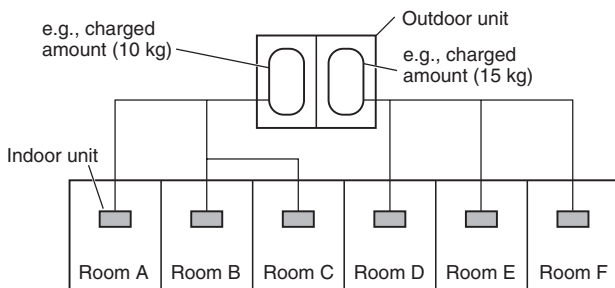 e.g., charged
amount (10 kg)
Outdoor unit
e.g., charged
amount (15 kg)
Indoor unit
Room A
Room B
Room C
Room D
Room E
Room F